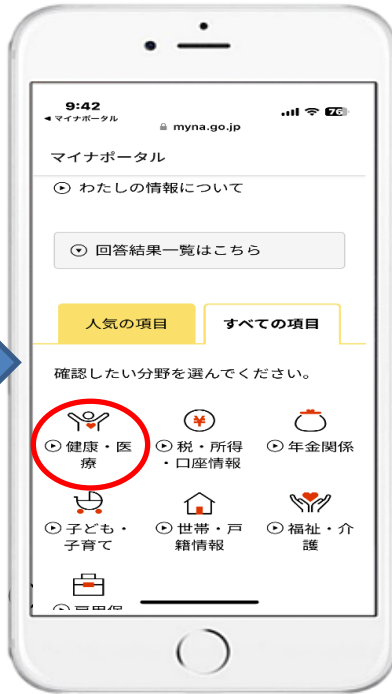 9:42
76
◀ マイナポータル
myna.go.jp
マイナポータル
わたしの情報について
回答結果一覧はこちら
人気の項目
すべての項目
確認したい分野を選んでください。
健康・医
療
税・所得
・口座情報
年金関係
子ども・
子育て
世帯・戸
籍情報
福祉・介
護